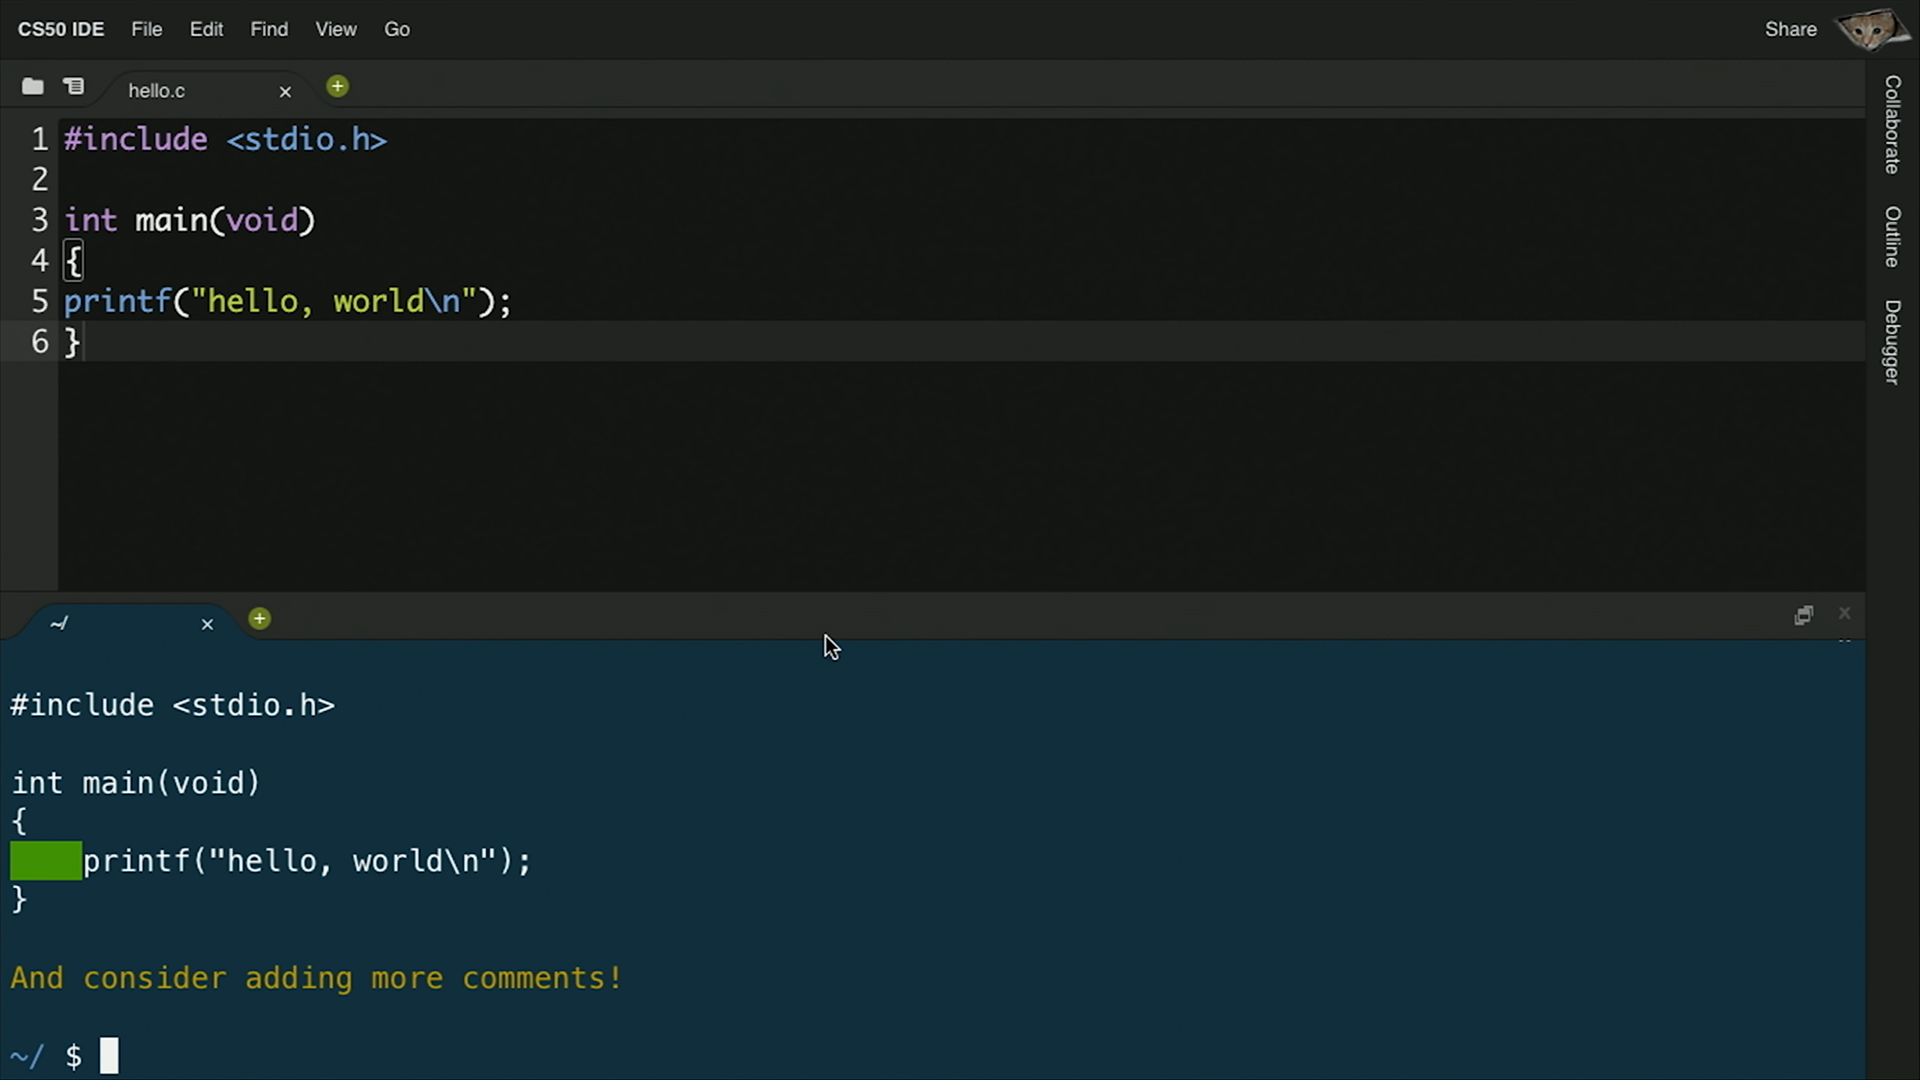 CS50 IDE File Edit Find View Go Share
hello.c
1 #include <stdio.h>
2
3 int main(void)
4 {
5 printf("hello, world\n");
6 }
Collaborate
Outline
Debugger
~/
#include <stdio.h>
int main(void)
{
    printf("hello, world\n");
}
And consider adding more comments!
~/ $